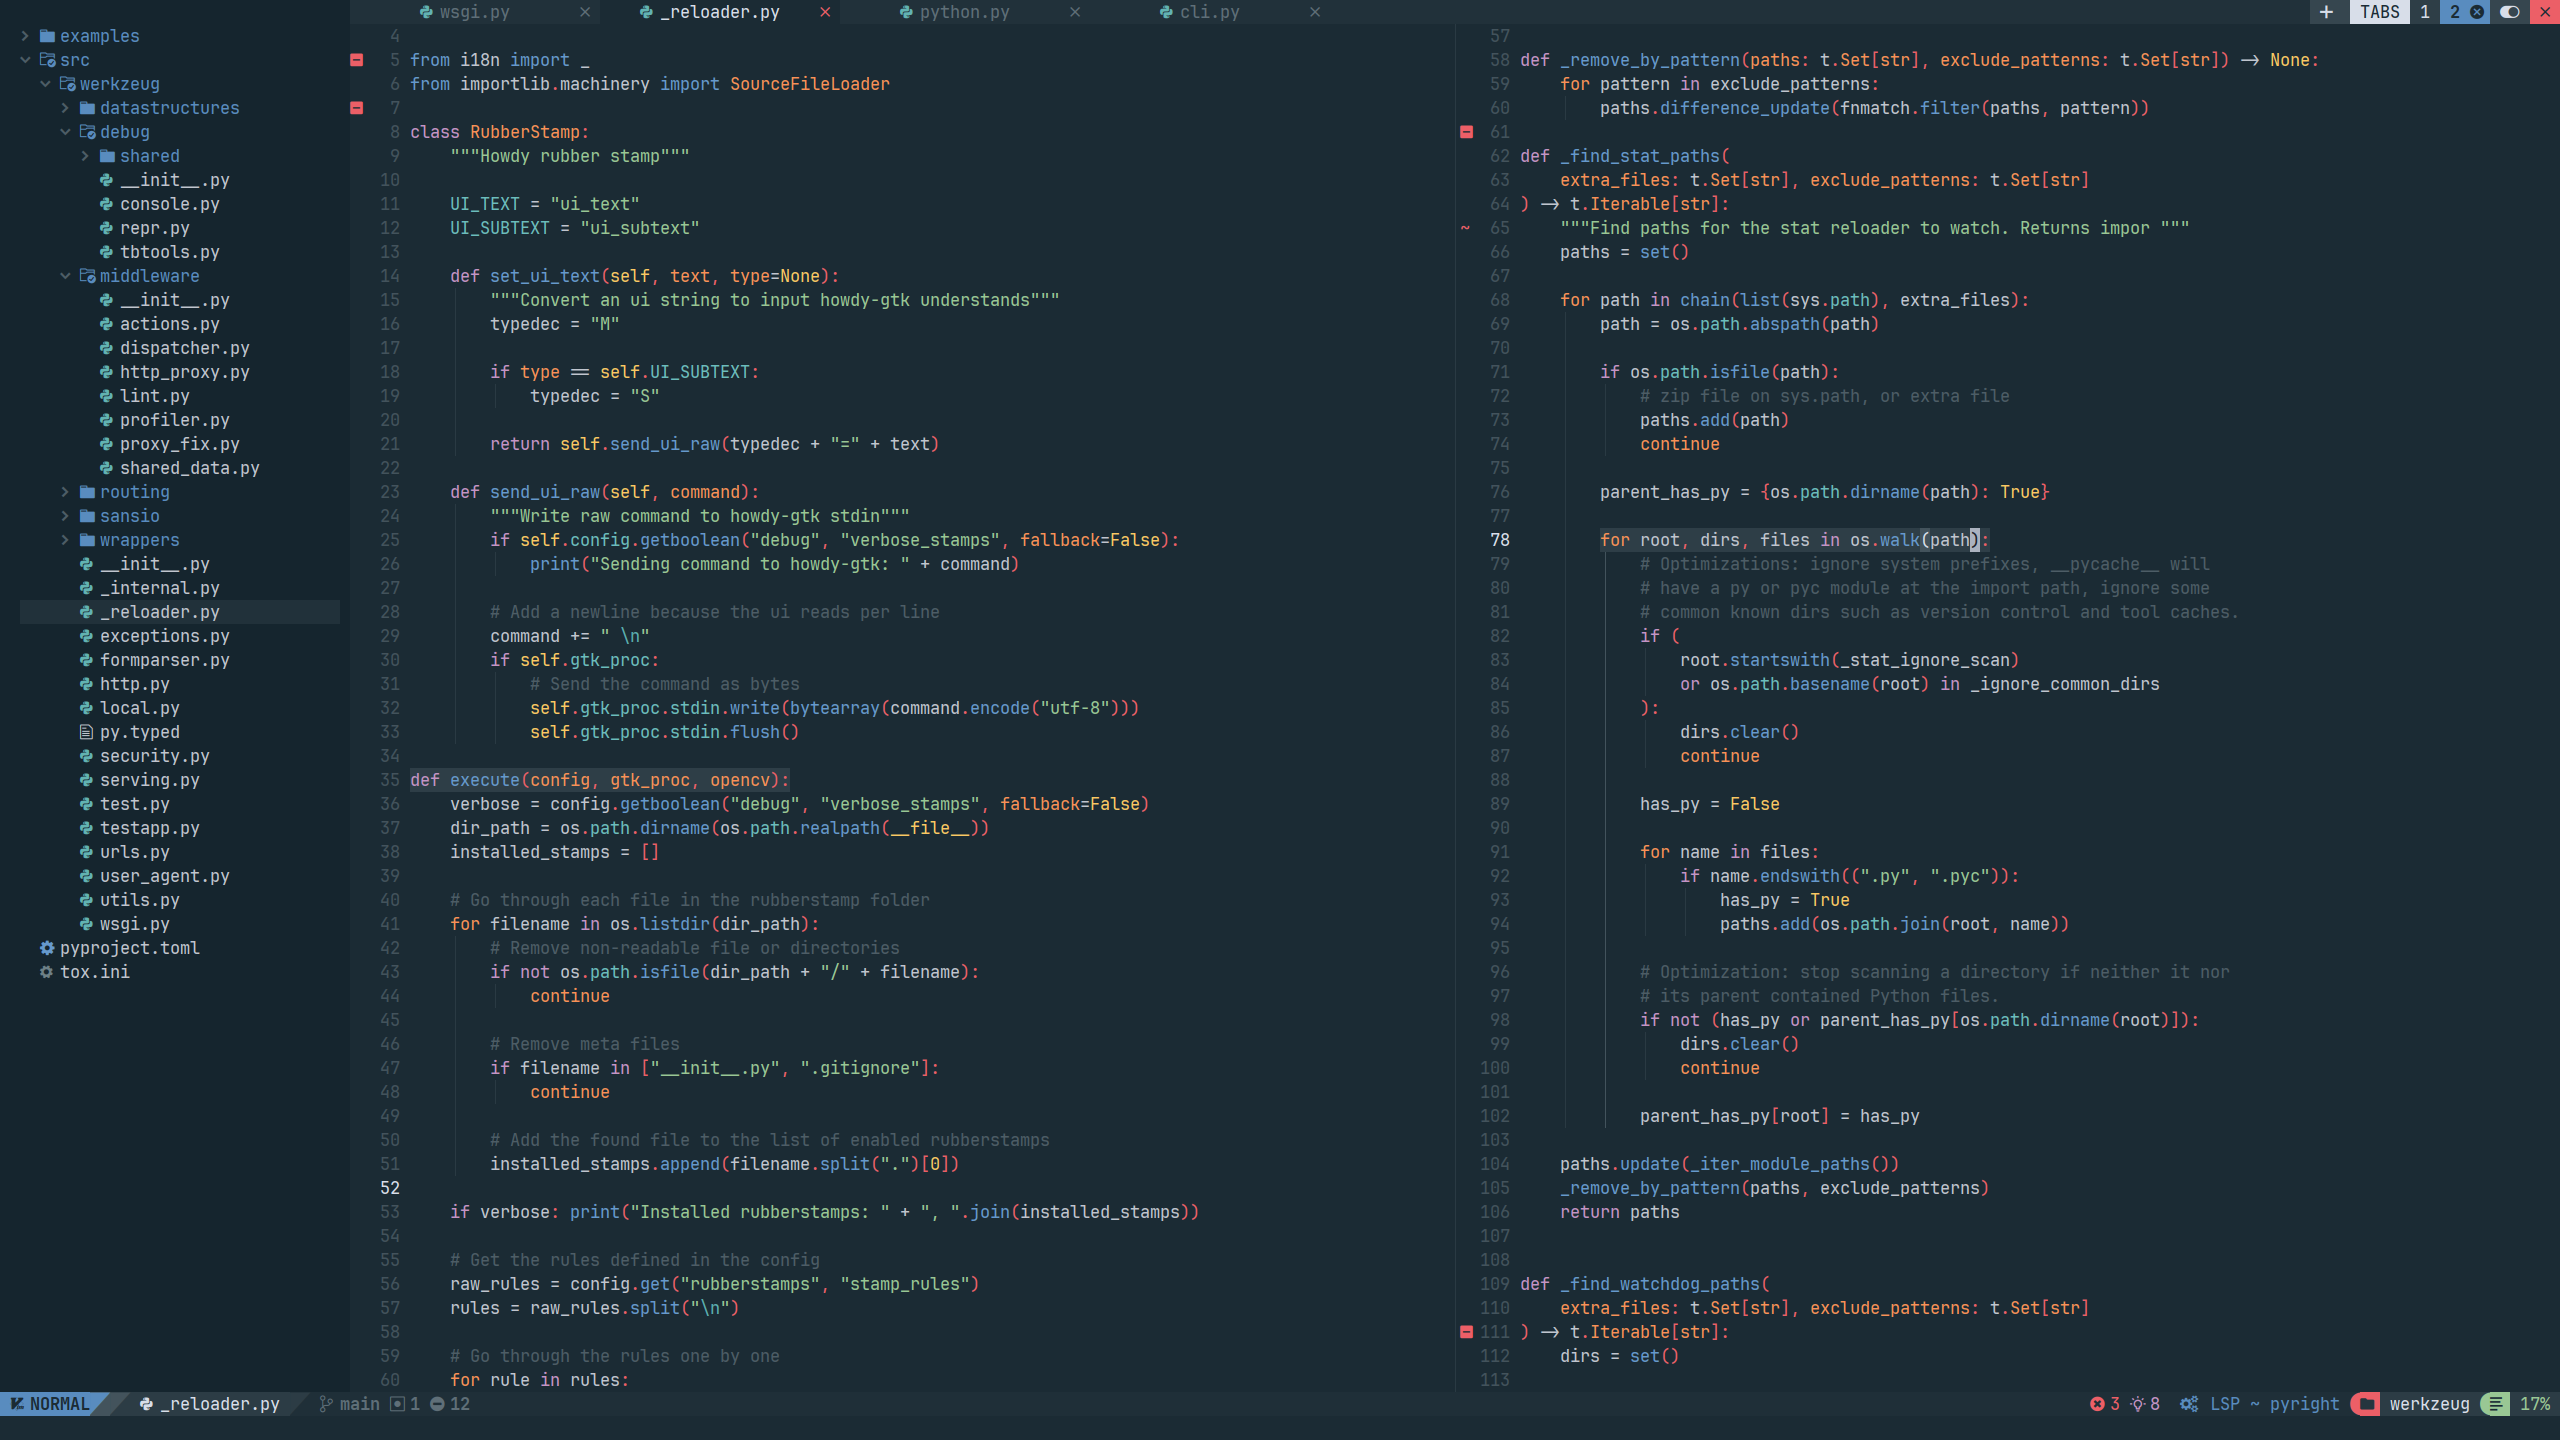 wsgi.py
_reloader.py
python.py
cli.py
+ TABS 1 2
examples
src
werkzeug
datastructures
debug
shared
__init__.py
console.py
repr.py
tbtools.py
middleware
__init__.py
actions.py
dispatcher.py
http_proxy.py
lint.py
profiler.py
proxy_fix.py
shared_data.py
routing
sansio
wrappers
__init__.py
_internal.py
_reloader.py
exceptions.py
formparser.py
http.py
local.py
py.typed
security.py
serving.py
test.py
testapp.py
urls.py
user_agent.py
utils.py
wsgi.py
pyproject.toml
tox.ini
4
5 from i18n import _
6 from importlib.machinery import SourceFileLoader
7
8 class RubberStamp:
9     """Howdy rubber stamp"""
10
11     UI_TEXT = "ui_text"
12     UI_SUBTEXT = "ui_subtext"
13
14     def set_ui_text(self, text, type=None):
15         """Convert an ui string to input howdy-gtk understands"""
16         typedec = "M"
17
18         if type == self.UI_SUBTEXT:
19             typedec = "S"
20
21         return self.send_ui_raw(typedec + "=" + text)
22
23     def send_ui_raw(self, command):
24         """Write raw command to howdy-gtk stdin"""
25         if self.config.getboolean("debug", "verbose_stamps", fallback=False):
26             print("Sending command to howdy-gtk: " + command)
27
28         # Add a newline because the ui reads per line
29         command += " \n"
30         if self.gtk_proc:
31             # Send the command as bytes
32             self.gtk_proc.stdin.write(bytearray(command.encode("utf-8")))
33             self.gtk_proc.stdin.flush()
34
35 def execute(config, gtk_proc, opencv):
36     verbose = config.getboolean("debug", "verbose_stamps", fallback=False)
37     dir_path = os.path.dirname(os.path.realpath(__file__))
38     installed_stamps = []
39
40     # Go through each file in the rubberstamp folder
41     for filename in os.listdir(dir_path):
42         # Remove non-readable file or directories
43         if not os.path.isfile(dir_path + "/" + filename):
44             continue
45
46         # Remove meta files
47         if filename in ["__init__.py", ".gitignore"]:
48             continue
49
50         # Add the found file to the list of enabled rubberstamps
51         installed_stamps.append(filename.split(".")[0])
52
53     if verbose: print("Installed rubberstamps: " + ", ".join(installed_stamps))
54
55     # Get the rules defined in the config
56     raw_rules = config.get("rubberstamps", "stamp_rules")
57     rules = raw_rules.split("\n")
58
59     # Go through the rules one by one
60     for rule in rules:
57
58 def _remove_by_pattern(paths: t.Set[str], exclude_patterns: t.Set[str]) -> None:
59     for pattern in exclude_patterns:
60         paths.difference_update(fnmatch.filter(paths, pattern))
61
62 def _find_stat_paths(
63     extra_files: t.Set[str], exclude_patterns: t.Set[str]
64 ) -> t.Iterable[str]:
~ 65     """Find paths for the stat reloader to watch. Returns impor """
66     paths = set()
67
68     for path in chain(list(sys.path), extra_files):
69         path = os.path.abspath(path)
70
71         if os.path.isfile(path):
72             # zip file on sys.path, or extra file
73             paths.add(path)
74             continue
75
76         parent_has_py = {os.path.dirname(path): True}
77
78         for root, dirs, files in os.walk(path):
79             # Optimizations: ignore system prefixes, __pycache__ will
80             # have a py or pyc module at the import path, ignore some
81             # common known dirs such as version control and tool caches.
82             if (
83                 root.startswith(_stat_ignore_scan)
84                 or os.path.basename(root) in _ignore_common_dirs
85             ):
86                 dirs.clear()
87                 continue
88
89             has_py = False
90
91             for name in files:
92                 if name.endswith((".py", ".pyc")):
93                     has_py = True
94                     paths.add(os.path.join(root, name))
95
96             # Optimization: stop scanning a directory if neither it nor
97             # its parent contained Python files.
98             if not (has_py or parent_has_py[os.path.dirname(root)]):
99                 dirs.clear()
100                 continue
101
102             parent_has_py[root] = has_py
103
104     paths.update(_iter_module_paths())
105     _remove_by_pattern(paths, exclude_patterns)
106     return paths
107
108
109 def _find_watchdog_paths(
110     extra_files: t.Set[str], exclude_patterns: t.Set[str]
111 ) -> t.Iterable[str]:
112     dirs = set()
113
NORMAL _reloader.py main 1 12
3 8 LSP ~ pyright werkzeug 17%